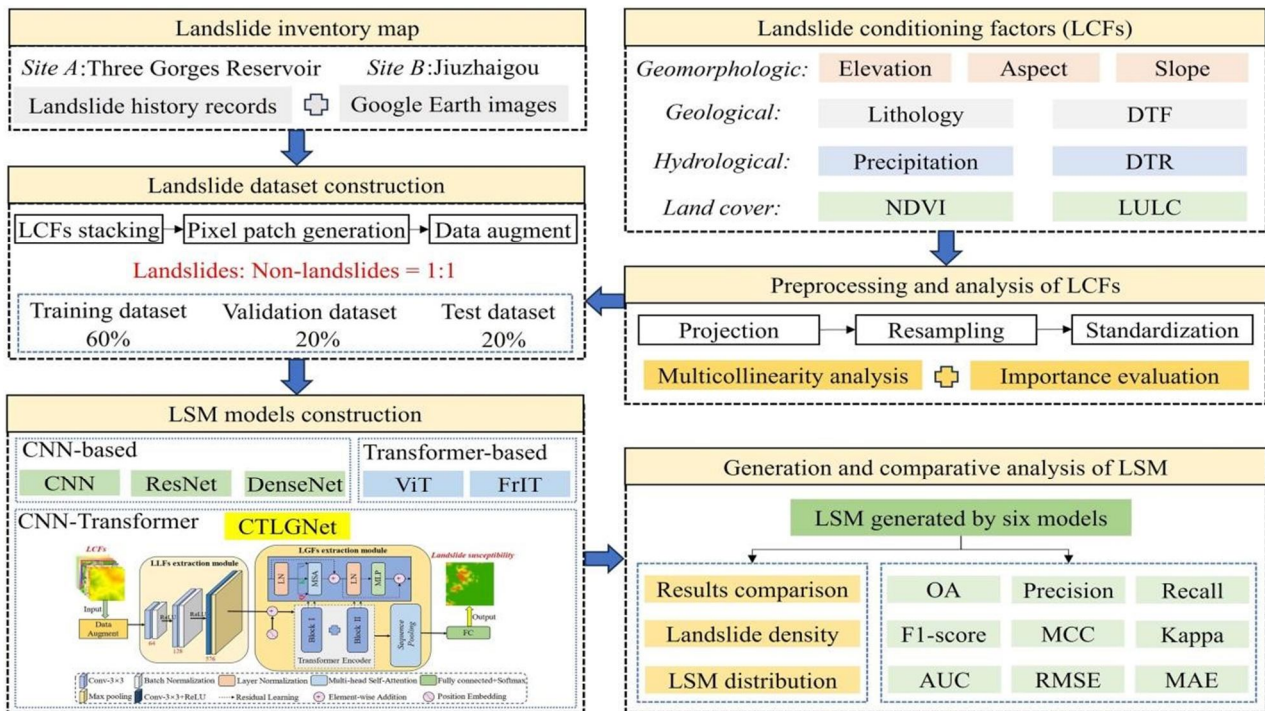 Landslide inventory map
Site A:Three Gorges Reservoir
Site B:Jiuzhaigou
Landslide history records
Google Earth images
Landslide dataset construction
LCFs stacking
Pixel patch generation
Data augment
Landslides: Non-landslides = 1:1
Training dataset
60%
Validation dataset
20%
Test dataset
20%
LSM models construction
CNN-based
CNN
ResNet
DenseNet
Transformer-based
ViT
FrIT
CNN-Transformer
CTLGNet
LCFs
Input
Data
Augment
LLFs extraction module
ReLU
ReLU
64
128
576
LGFs extraction module
LN
MSA
LN
MLP
Block I
Block II
Transformer Encoder
Sequence
Pooling
Landslide susceptibility
Output
FC
Conv-3×3
Batch Normalization
Layer Normalization
Multi-head Self-Attention
Fully connected+Softmax
Max pooling
Conv-3×3+ReLU
Residual Learning
Element-wise Addition
Position Embedding
Landslide conditioning factors (LCFs)
Geomorphologic:
Elevation
Aspect
Slope
Geological:
Lithology
DTF
Hydrological:
Precipitation
DTR
Land cover:
NDVI
LULC
Preprocessing and analysis of LCFs
Projection
Resampling
Standardization
Multicollinearity analysis
Importance evaluation
Generation and comparative analysis of LSM
LSM generated by six models
Results comparison
Landslide density
LSM distribution
OA
Precision
Recall
F1-score
MCC
Kappa
AUC
RMSE
MAE